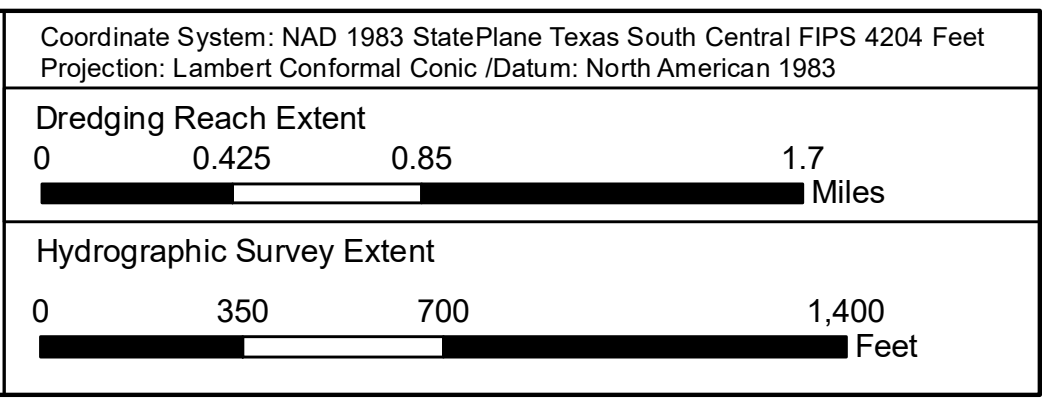 Coordinate System: NAD 1983 StatePlane Texas South Central FIPS 4204 Feet
Projection: Lambert Conformal Conic /Datum: North American 1983
Dredging Reach Extent
0 0.425 0.85 1.7
Miles
Hydrographic Survey Extent
0 350 700 1,400
Feet